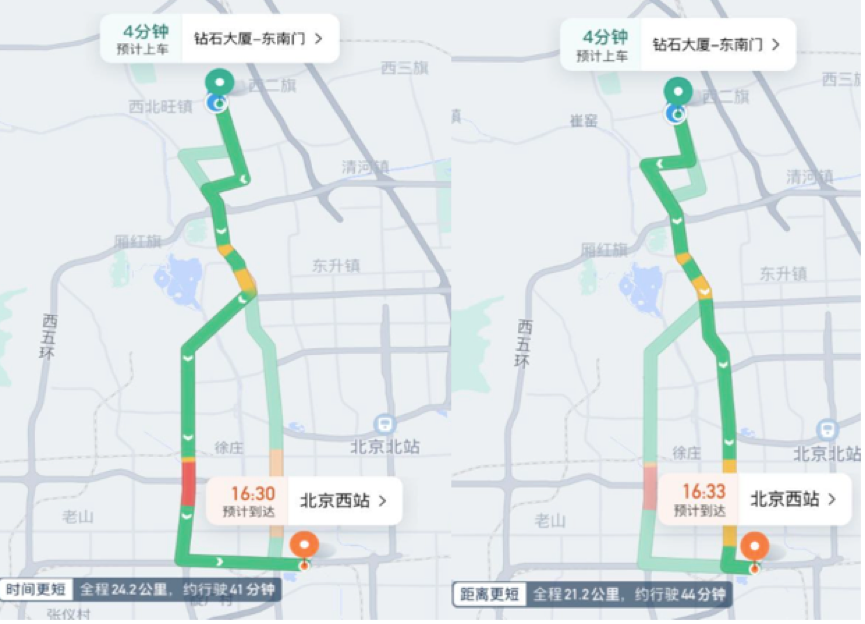 4分钟
预计上车
钻石大厦-东南门
西三旗
西二旗
西北旺镇
清河镇
厢红旗
东升镇
西五环
徐庄
北京北站
16:30
预计到达
北京西站
老山
时间更短 全程24.2公里，约行驶41分钟
张仪村
4分钟
预计上车
钻石大厦-东南门
西三
西二旗
崔窑
镇
清河镇
厢红旗
东升镇
西五环
徐庄
北京北站
16:33
预计到达
北京西站
老山
距离更短 全程21.2公里，约行驶44分钟